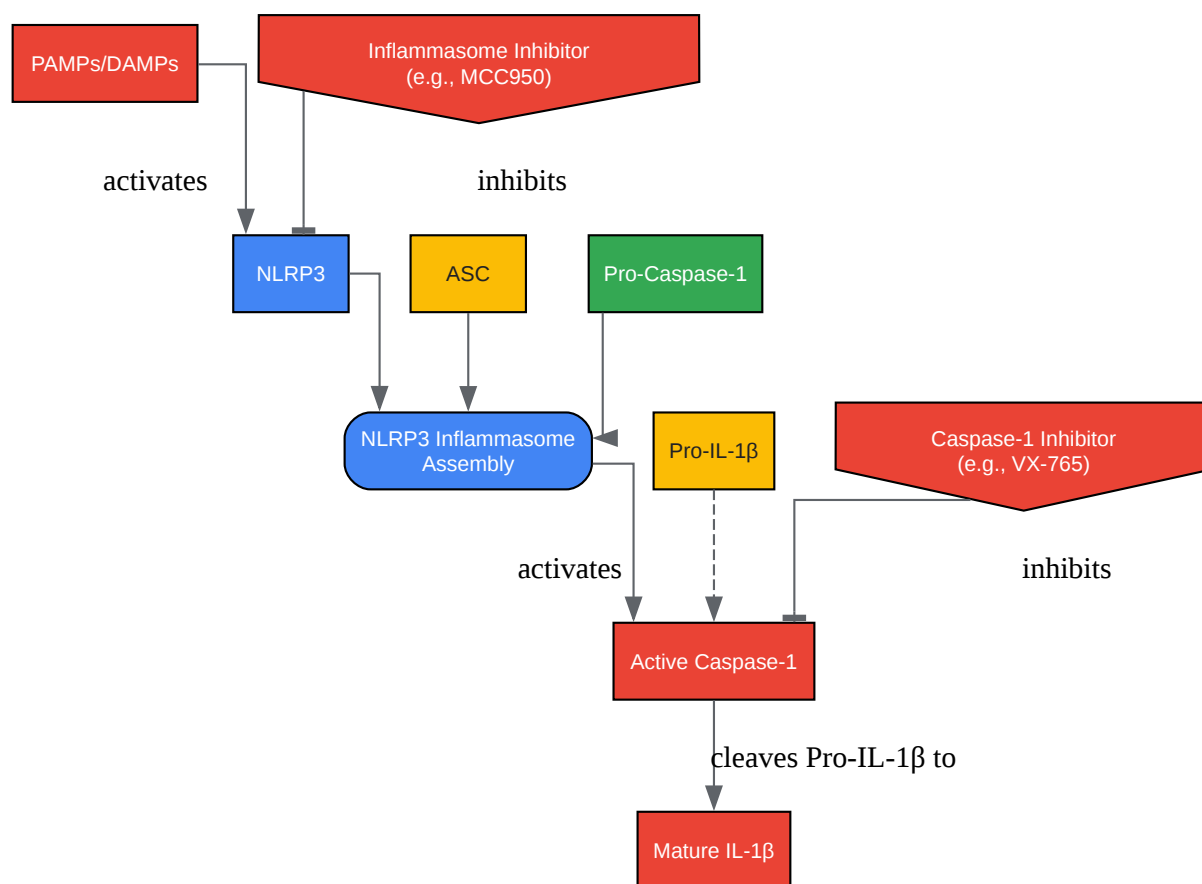 PAMPs/DAMPs
Inflammasome Inhibitor
(e.g., MCC950)
activates
inhibits
NLRP3
ASC
Pro-Caspase-1
NLRP3 Inflammasome
Assembly
Pro-IL-1β
Caspase-1 Inhibitor
(e.g., VX-765)
activates
inhibits
Active Caspase-1
cleaves Pro-IL-1β to
Mature IL-1β